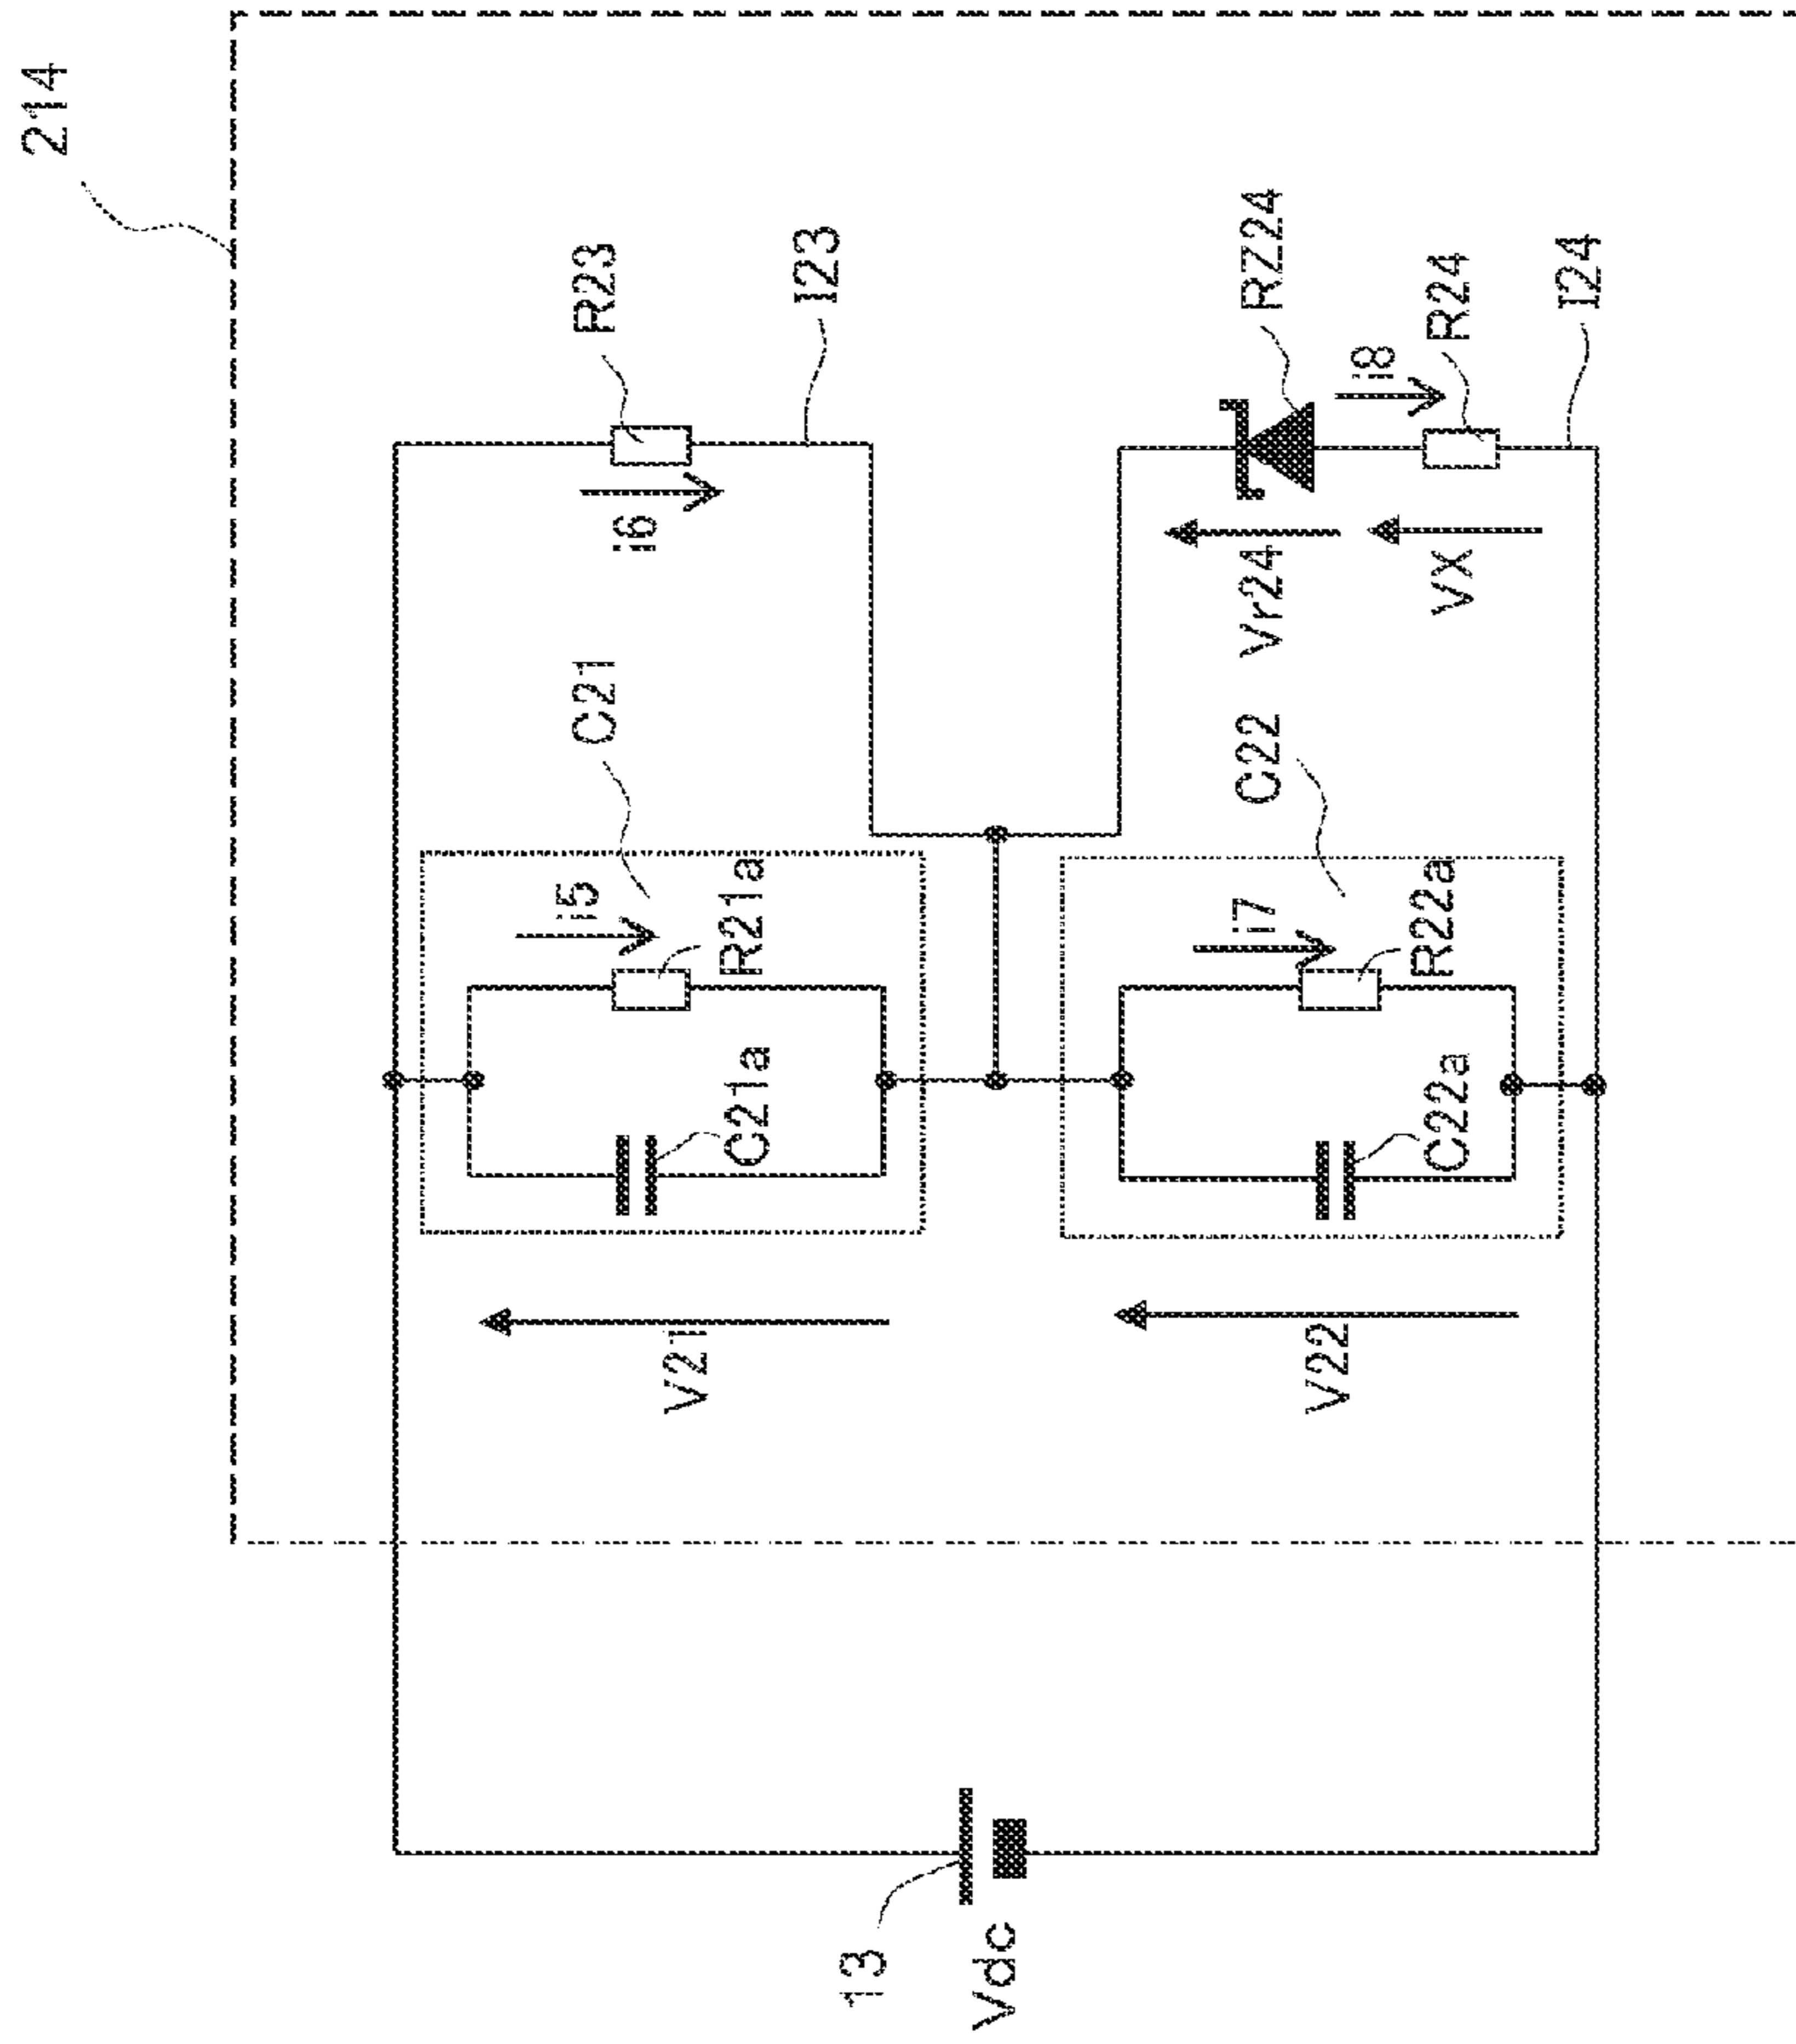 214
R23
i6
I23
C21
i5
R21a
C21a
V21
RZ24
Vr24
i8
R24
VX
I24
C22
i7
R22a
C22a
V22
13
Vdc